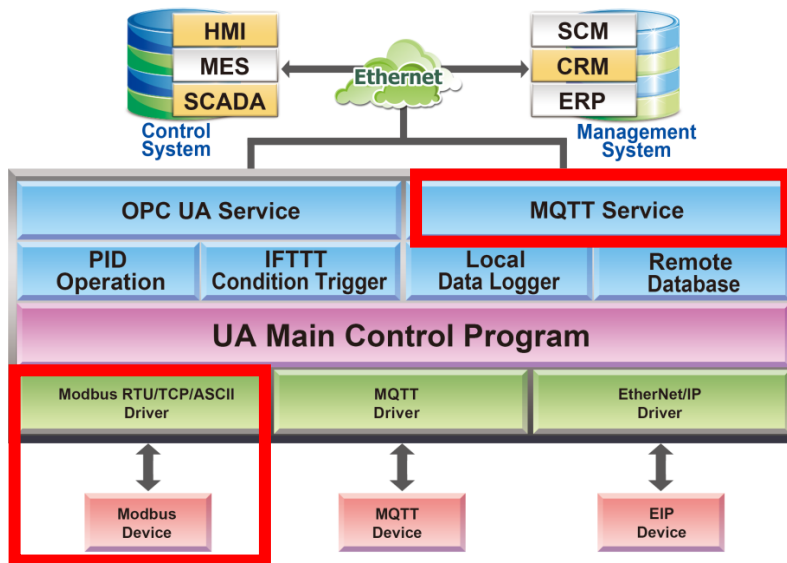 HMI
MES
SCADA
Control
System
Ethernet
SCM
CRM
ERP
Management
System
OPC UA Service
MQTT Service
PID
Operation
IFTTT
Condition Trigger
Local
Data Logger
Remote
Database
UA Main Control Program
Modbus RTU/TCP/ASCII
Driver
MQTT
Driver
EtherNet/IP
Driver
Modbus
Device
MQTT
Device
EIP
Device